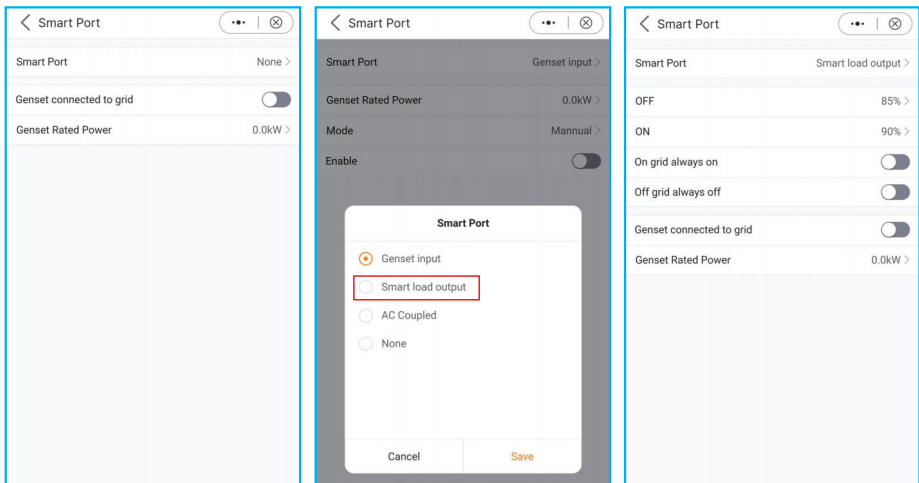 Smart Port
Smart Port None
Genset connected to grid
Genset Rated Power 0.0kW
Smart Port
Smart Port Genset input
Genset Rated Power 0.0kW
Mode Mannual
Enable
Smart Port
Genset input
Smart load output
AC Coupled
None
Cancel Save
Smart Port
Smart Port Smart load output
OFF 85%
ON 90%
On grid always on
Off grid always off
Genset connected to grid
Genset Rated Power 0.0kW